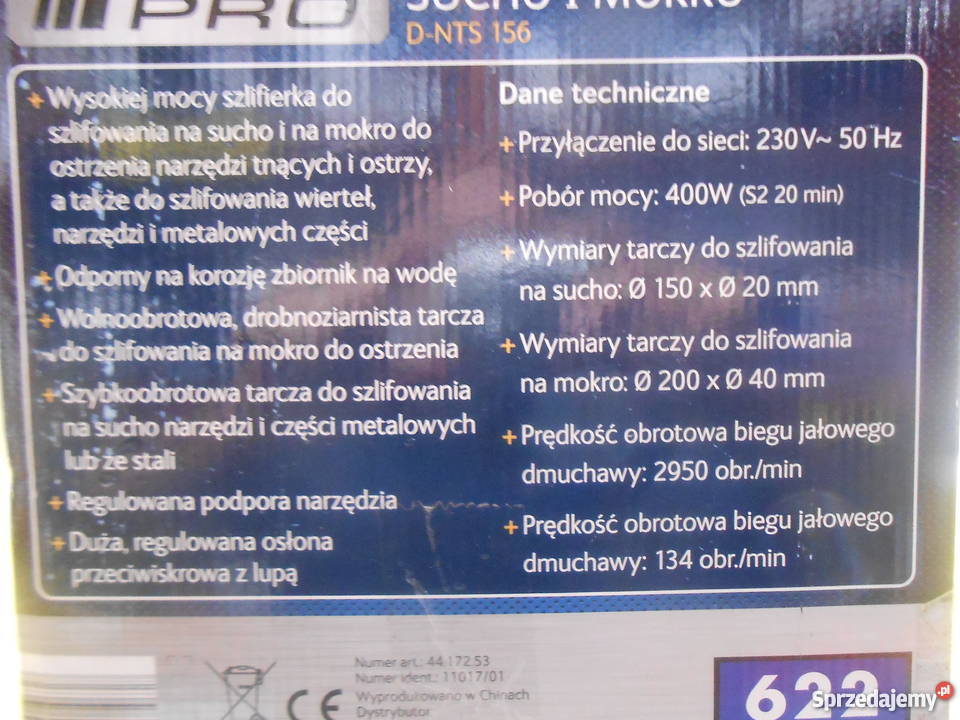 PRO
SUCHO I MOKRO
D-NTS 156
+ Wysokiej mocy szlifierka do
szlifowania na sucho i na mokro do
ostrzenia narzędzi tnących i ostrzy,
a także do szlifowania wierteł,
narzędzi i metalowych części
+ Odporny na korozję zbiornik na wodę
+ Wolnoobrotowa, drobnoziarnista tarcza
do szlifowania na mokro do ostrzenia
+ Szybkoobrotowa tarcza do szlifowania
na sucho narzędzi i części metalowych
lub ze stali
+ Regulowana podpora narzędzia
+ Duża, regulowana osłona
przeciwiskrowa z lupą
Dane techniczne
+ Przyłączenie do sieci: 230 V~ 50 Hz
+ Pobór mocy: 400W (S2 20 min)
+ Wymiary tarczy do szlifowania
na sucho: Ø 150 x Ø 20 mm
+ Wymiary tarczy do szlifowania
na mokro: Ø 200 x Ø 40 mm
+ Prędkość obrotowa biegu jałowego
dmuchawy: 2950 obr./min
+ Prędkość obrotowa biegu jałowego
dmuchawy: 134 obr./min
Numer art.: 44.172.53
Numer ident.: 11017/01
Wyprodukowano w Chinach
Dystrybutor
CE
622
Sprzedajemy.pl